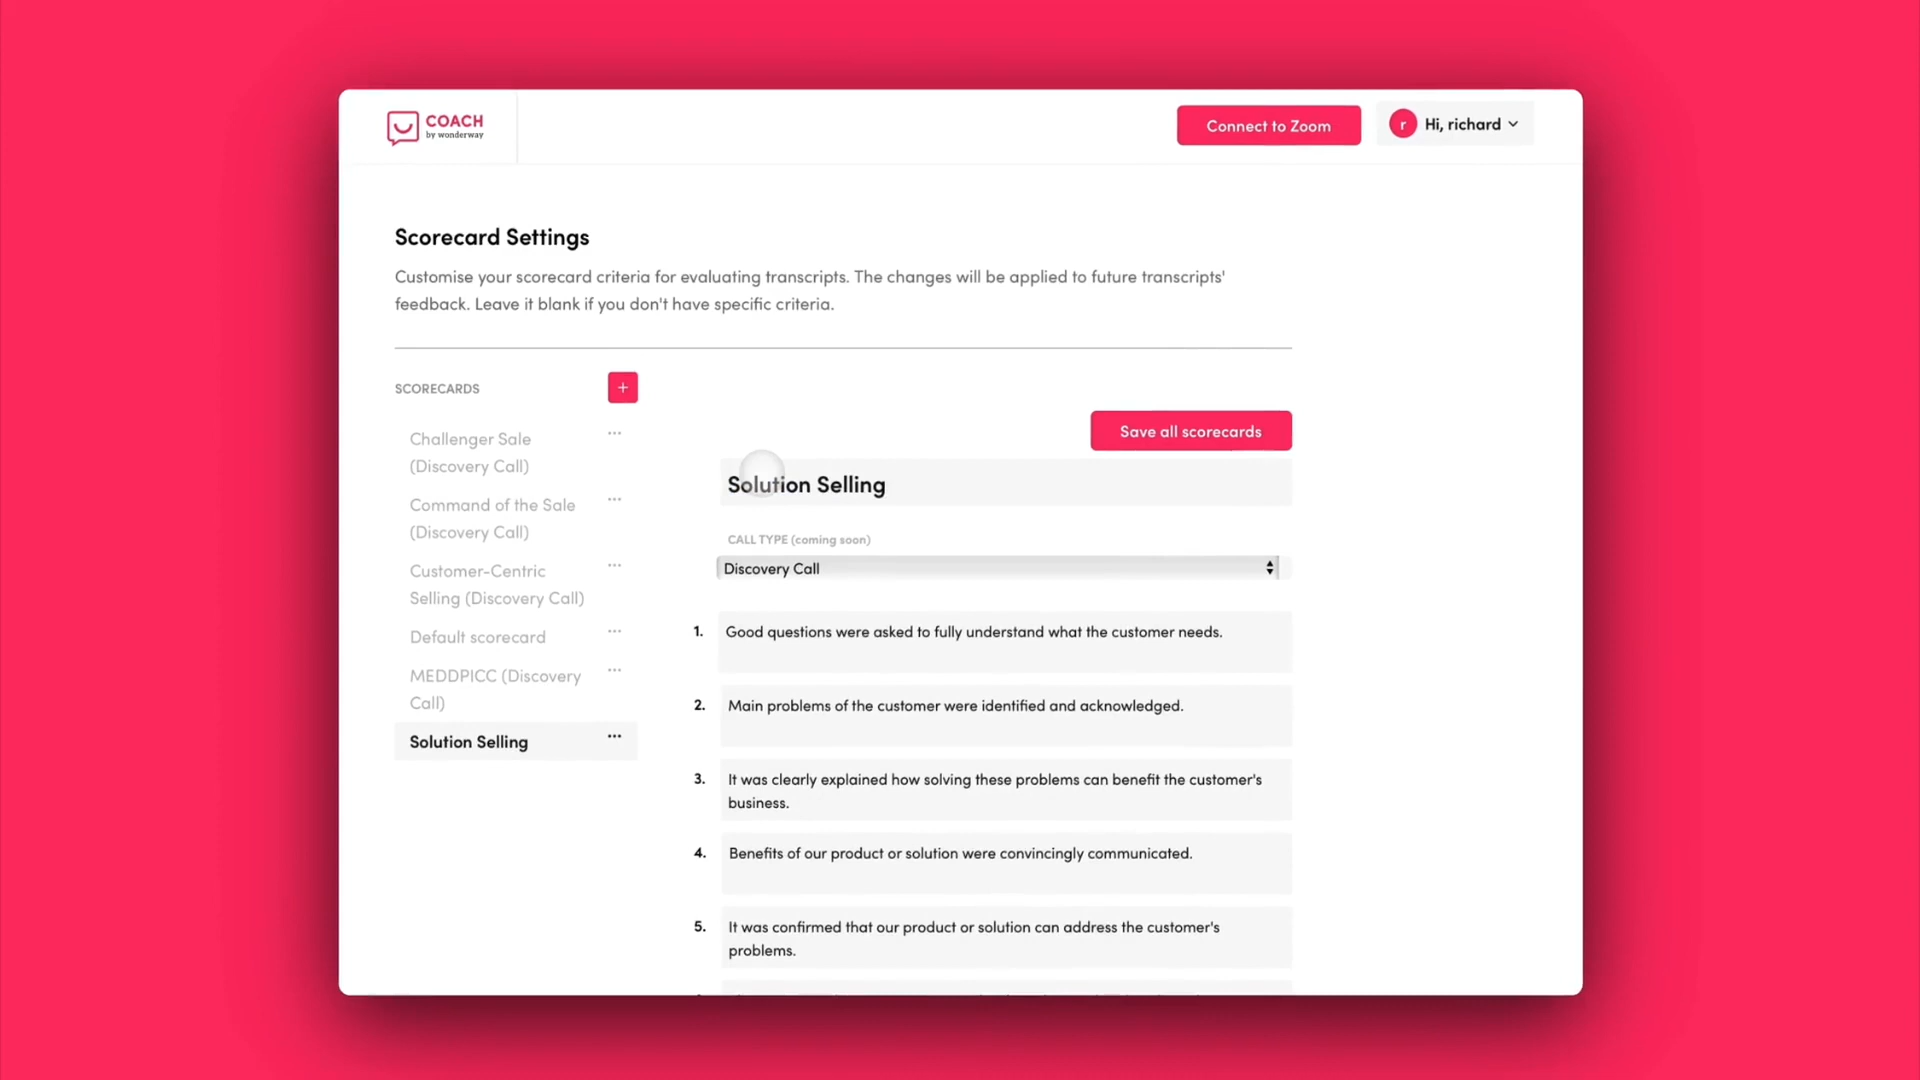 COACH
by wonderway
Connect to Zoom
r
Hi, richard
Scorecard Settings
Customise your scorecard criteria for evaluating transcripts. The changes will be applied to future transcripts'
feedback. Leave it blank if you don't have specific criteria.
SCORECARDS
+
Challenger Sale
(Discovery Call)
Command of the Sale
(Discovery Call)
Customer-Centric
Selling (Discovery Call)
Default scorecard
MEDDPICC (Discovery
Call)
Solution Selling
Save all scorecards
Solution Selling
CALL TYPE (coming soon)
Discovery Call
1. Good questions were asked to fully understand what the customer needs.
2. Main problems of the customer were identified and acknowledged.
3. It was clearly explained how solving these problems can benefit the customer's
business.
4. Benefits of our product or solution were convincingly communicated.
5. It was confirmed that our product or solution can address the customer's
problems.